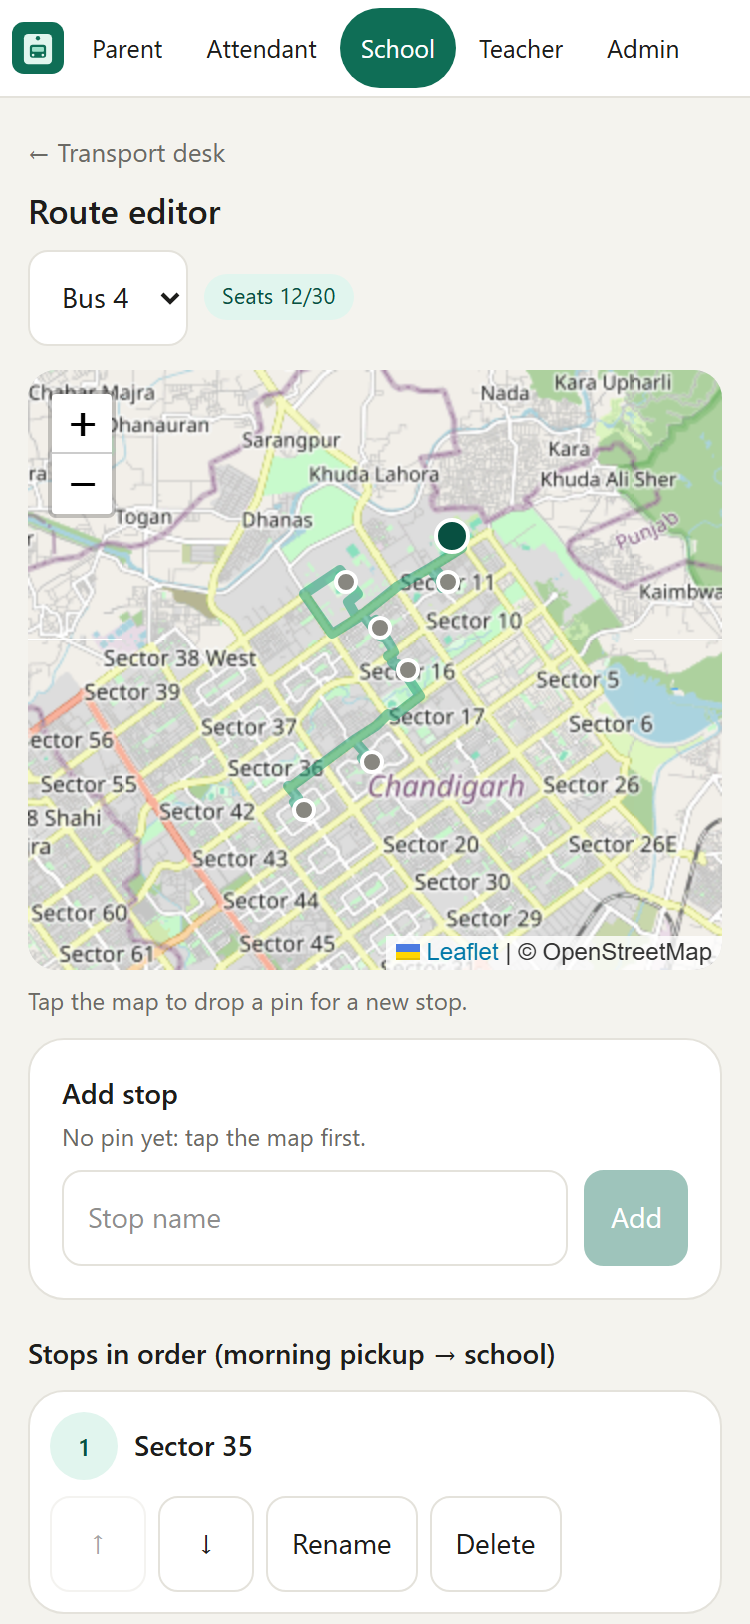 Parent Attendant School Teacher Admin
← Transport desk
Route editor
Bus 4
Seats 12/30
Kara Upharli
Nada
+
Dhanauran
Sarangpur
Kara
Khuda Lahora
Khuda Ali Sher
−
Togan
Dhanas
Punjab
Sector 10
Sector 38 West
Sector 39
Sector 5
Sector 17
Sector 6
Sector 37
Sector 36
Sector 55
Chandigarh
Sector 26
Sector 42
Sector 20
Sector 26E
Sector 43
Sector 30
Sector 44
Sector 60
Sector 29
Sector 45
Sector 61
Leaflet | © OpenStreetMap
Tap the map to drop a pin for a new stop.
Add stop
No pin yet: tap the map first.
Stop name
Add
Stops in order (morning pickup → school)
1 Sector 35
↑ ↓ Rename Delete